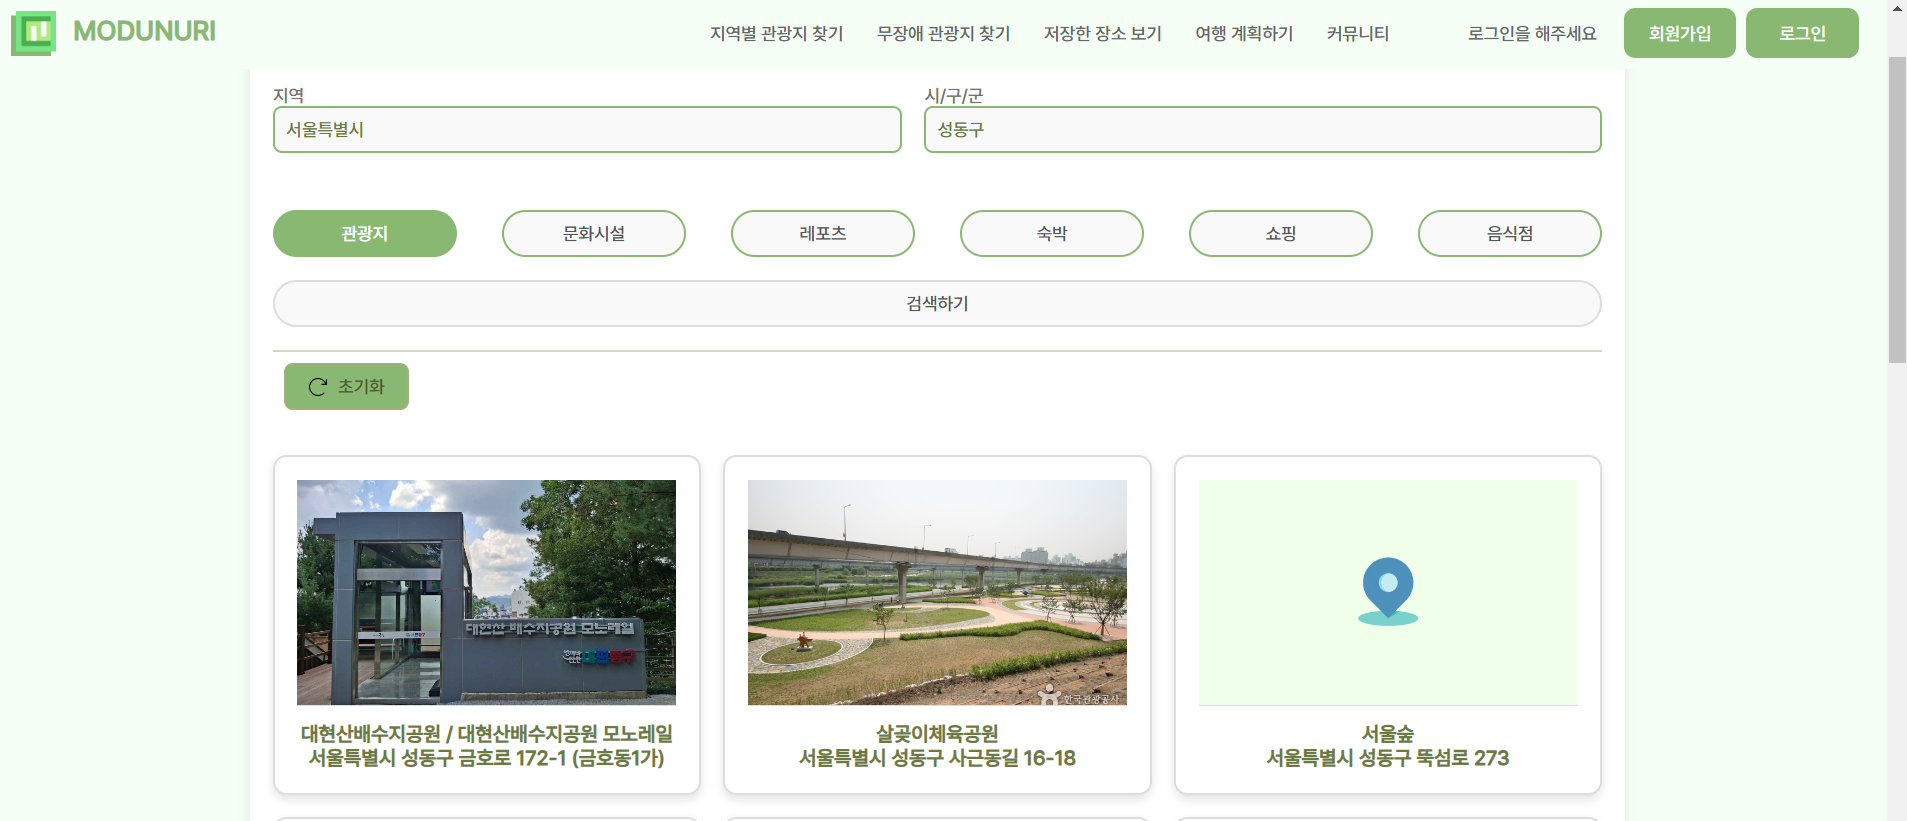 MODUNURI
지역별 관광지 찾기
무장애 관광지 찾기
저장한 장소 보기
여행 계획하기
커뮤니티
로그인을 해주세요
회원가입
로그인
지역
시/구/군
서울특별시
성동구
관광지
문화시설
레포츠
숙박
쇼핑
음식점
검색하기
초기화
대현산 배수지공원 모노레일
한국관광공사
대현산배수지공원 / 대현산배수지공원 모노레일
서울특별시 성동구 금호로 172-1 (금호동1가)
살곶이체육공원
서울특별시 성동구 사근동길 16-18
서울숲
서울특별시 성동구 뚝섬로 273